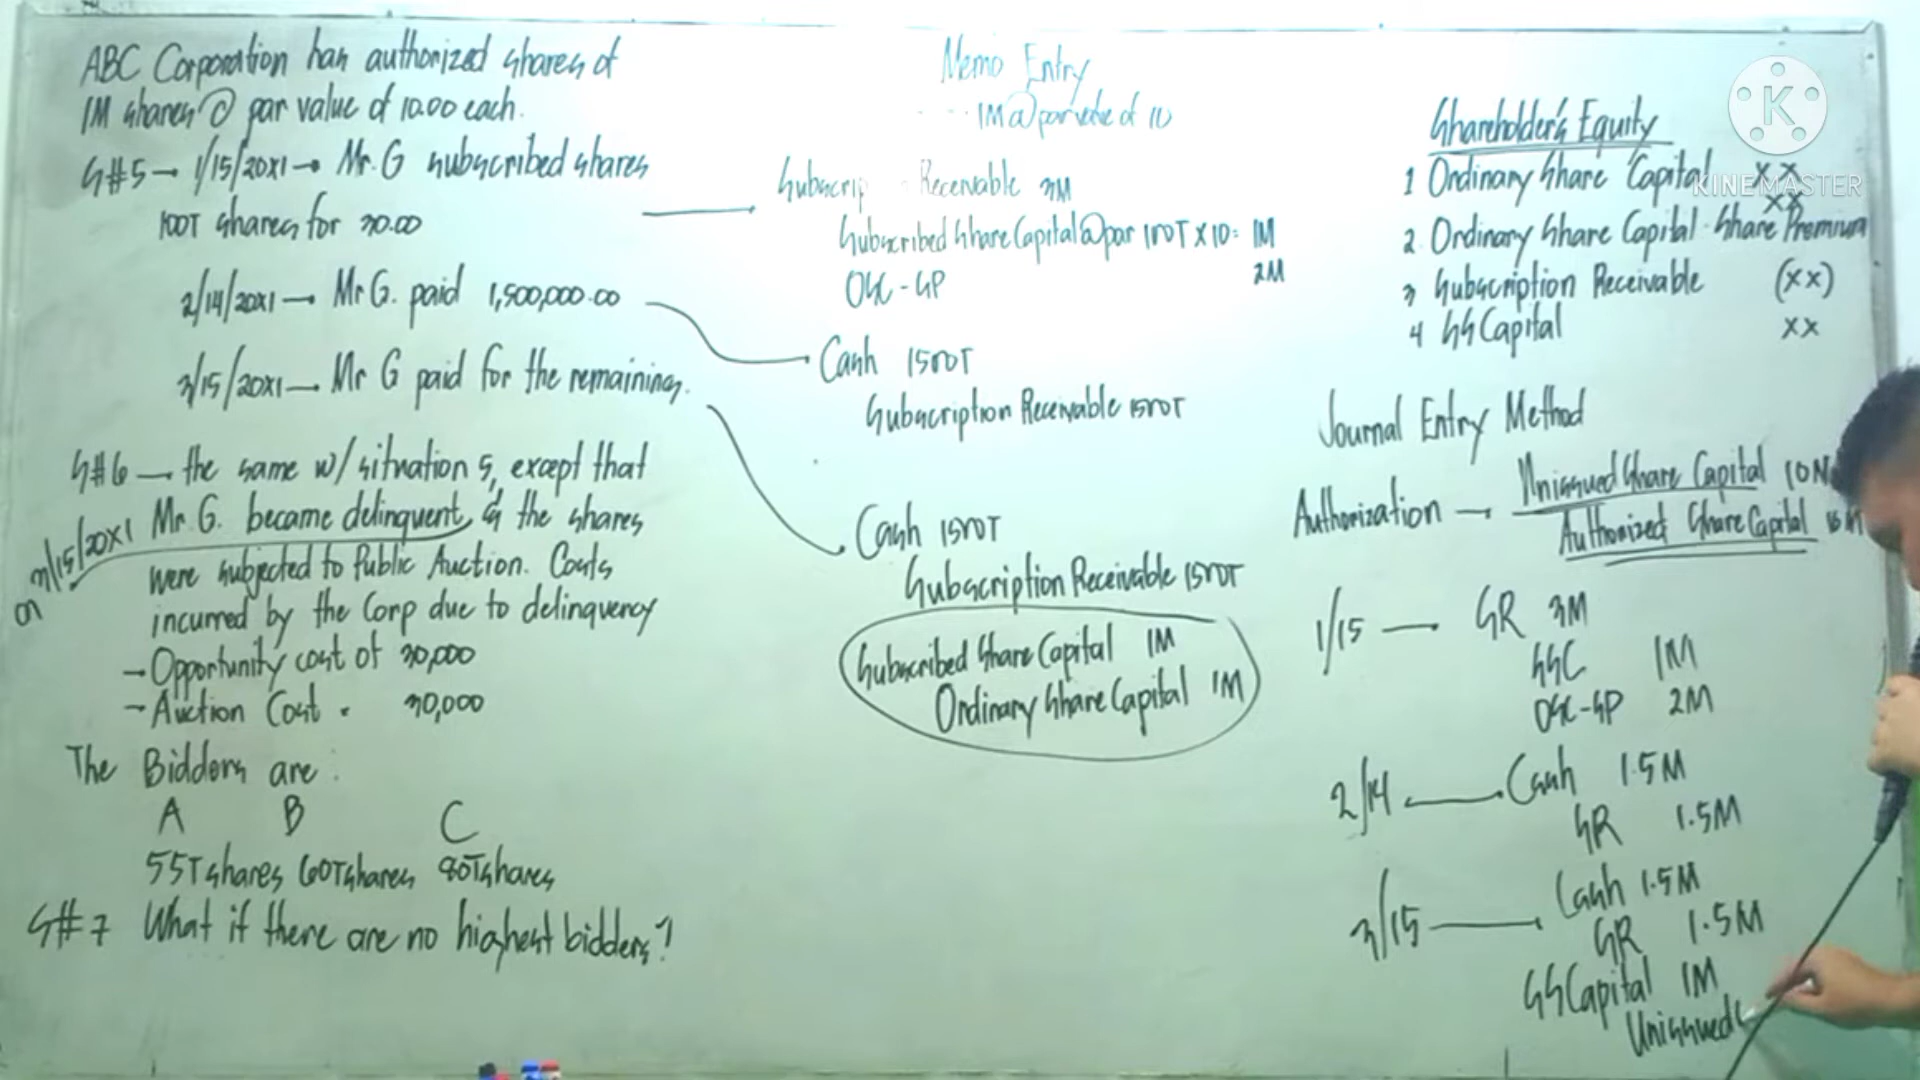 ABC Corporation has authorized shares of
1M shares @ par value of 10.00 each.
S#5 → 1/15/20X1 → Mr. G subscribed shares
100T shares for 30.00
2/14/20X1 → Mr G. paid 1,500,000.00
3/15/20X1 → Mr G paid for the remaining.
S#6 → the same w/ situation 5, except that
on 3/15/20X1 Mr. G. became delinquent, & the shares
were subjected to Public Auction. Costs
incurred by the Corp due to delinquency
- Opportunity cost of 30,000
- Auction Cost 30,000
The Bidders are:
A B C
55T shares 60T shares 80T shares
S#7 What if there are no highest bidders?
Memo Entry
1M @ par value of 10
Subscrip Receivable 3M
Subscribed Share Capital @ par 100T X 10 = 1M
OSC - SP 2M
Cash 1500T
Subscription Receivable 1500T
Cash 1500T
Subscription Receivable 1500T
Subscribed Share Capital 1M
Ordinary Share Capital 1M
K
KINEMASTER
Shareholder's Equity
1 Ordinary Share Capital XX
XX
2. Ordinary Share Capital - Share Premium
3 Subscription Receivable (XX)
4 SS Capital XX
Journal Entry Method
Authorization → Unissued Share Capital 10M
Authorized Share Capital 10M
1/15 — SR 3M
SSC 1M
OSC-SP 2M
2/14 — Cash 1.5M
SR 1.5M
3/15 — Cash 1.5M
SR 1.5M
SS Capital 1M
Unissued